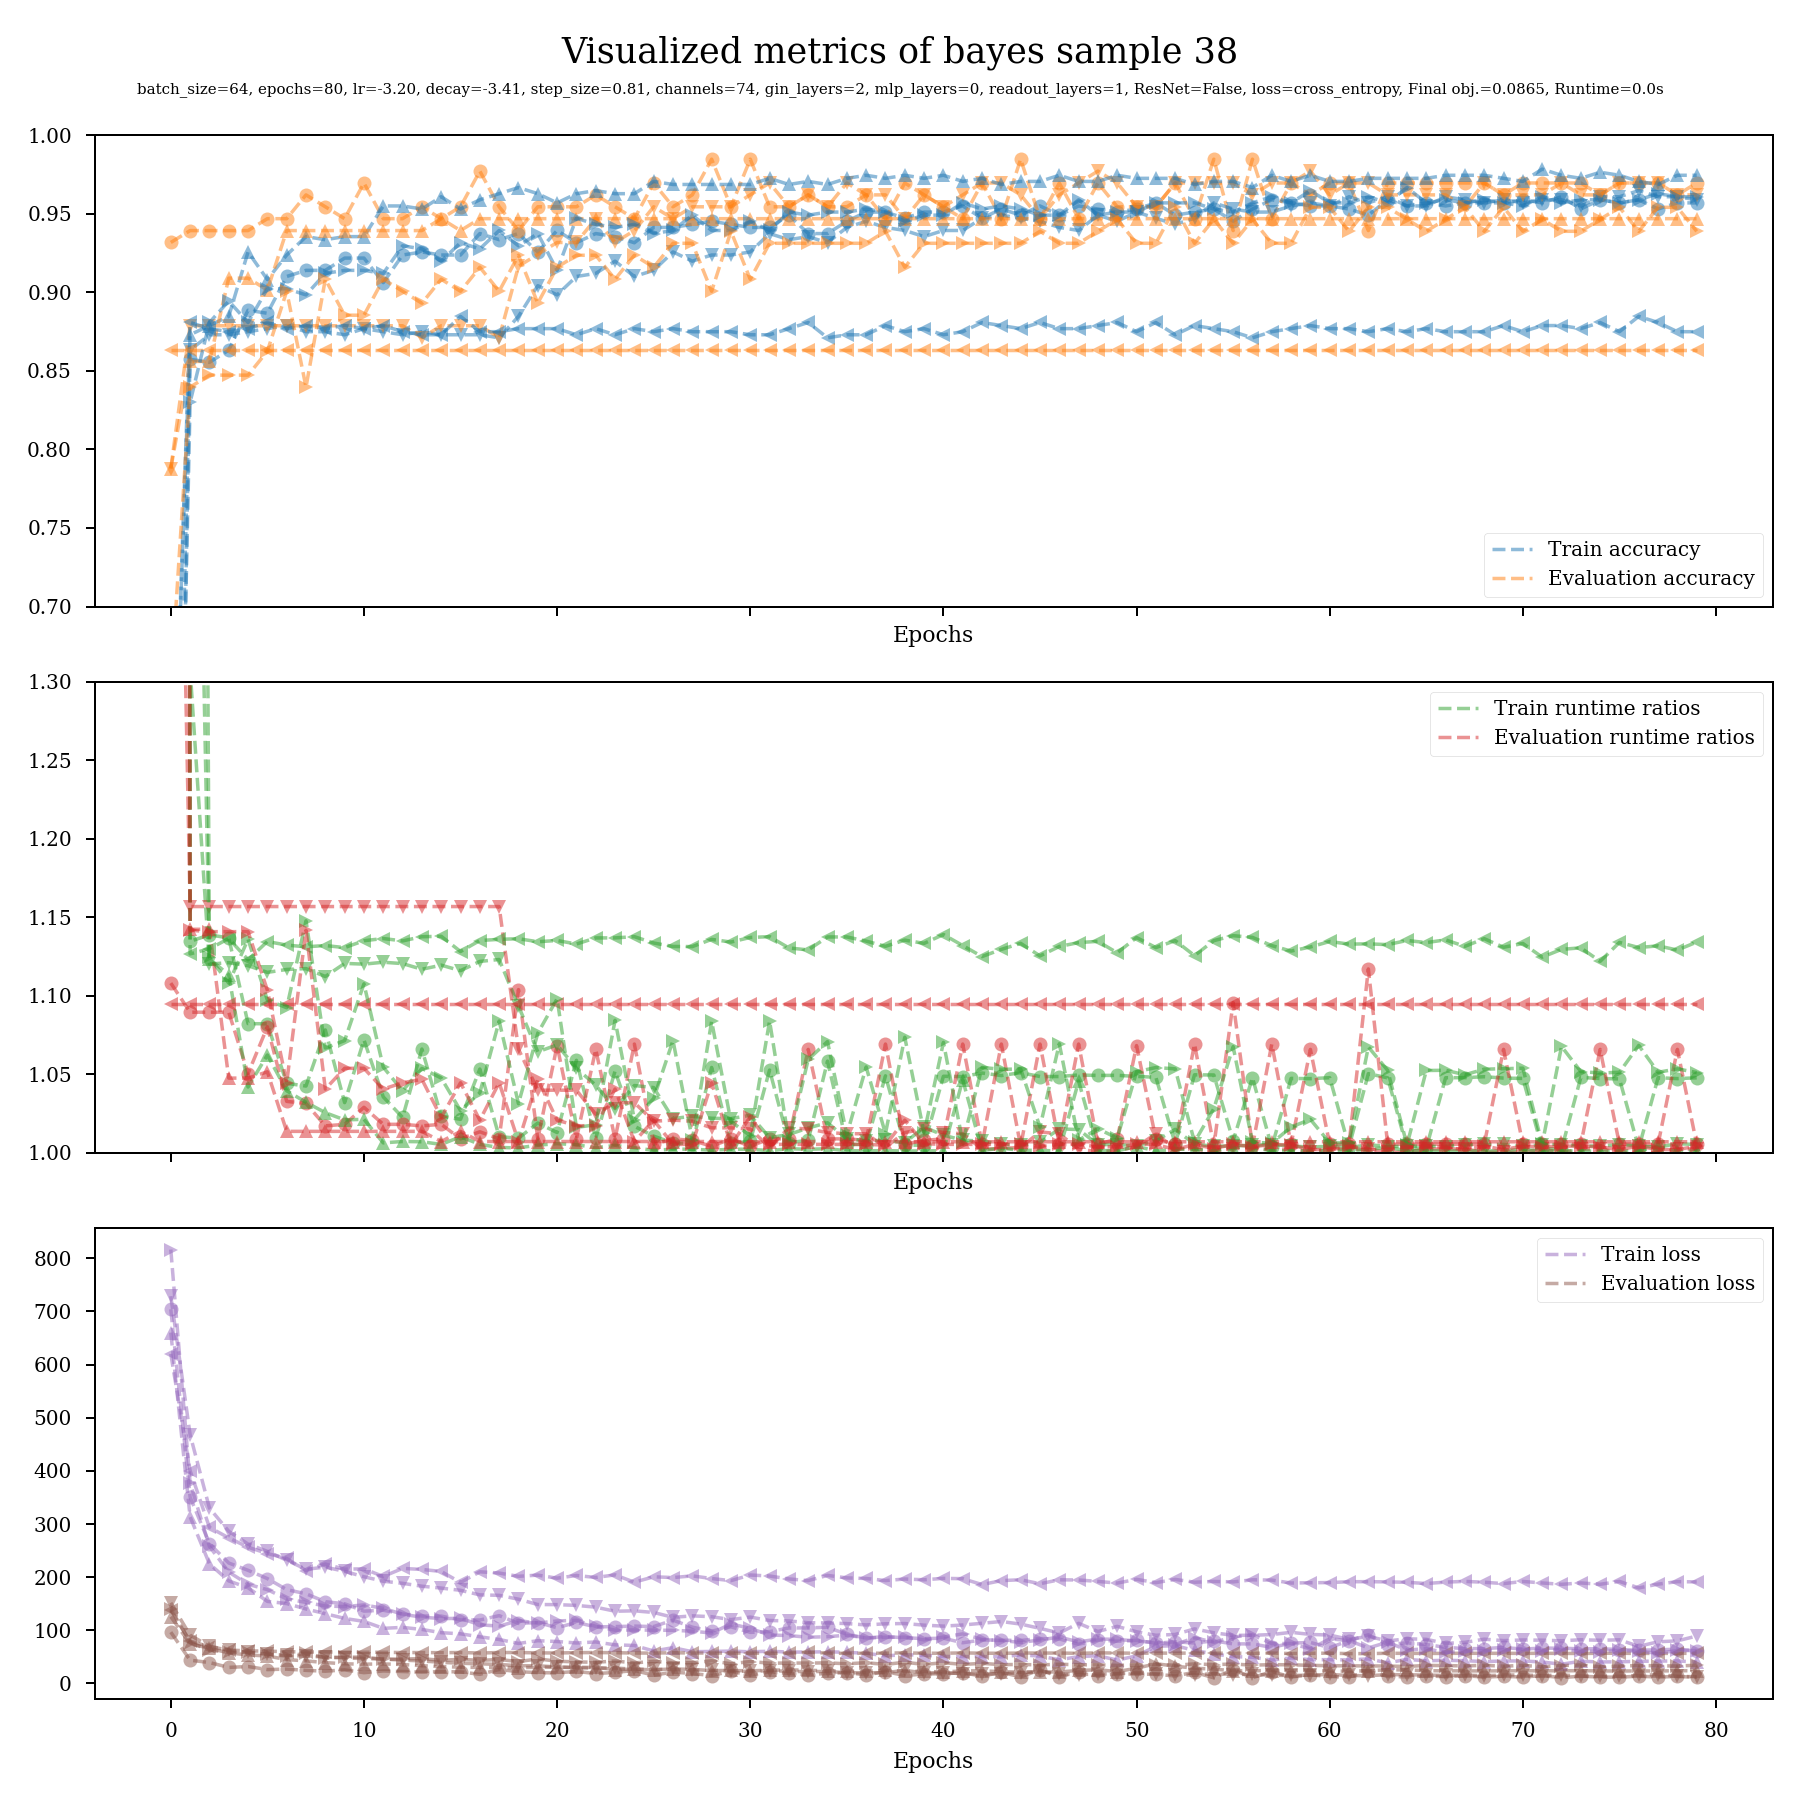 Visualized metrics of bayes sample 38
batch_size=64, epochs=80, lr=-3.20, decay=-3.41, step_size=0.81, channels=74, gin_layers=2, mlp_layers=0, readout_layers=1, ResNet=False, loss=cross_entropy, Final obj.=0.0865, Runtime=0.0s
1.00
0.95
0.90
0.85
0.80
0.75
0.70
Train accuracy
Evaluation accuracy
Epochs
1.30
1.25
1.20
1.15
1.10
1.05
1.00
Train runtime ratios
Evaluation runtime ratios
Epochs
800
700
600
500
400
300
200
100
0
Train loss
Evaluation loss
0 10 20 30 40 50 60 70 80
Epochs